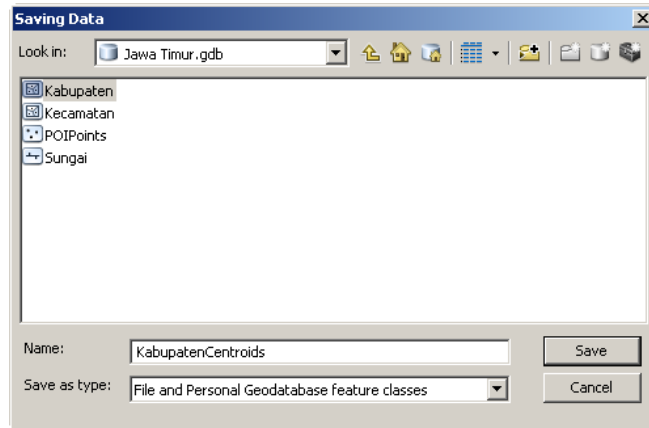 Saving Data
Look in: Jawa Timur.gdb
Kabupaten
Kecamatan
POIPoints
Sungai
Name: KabupatenCentroids Save
Save as type: File and Personal Geodatabase feature classes Cancel